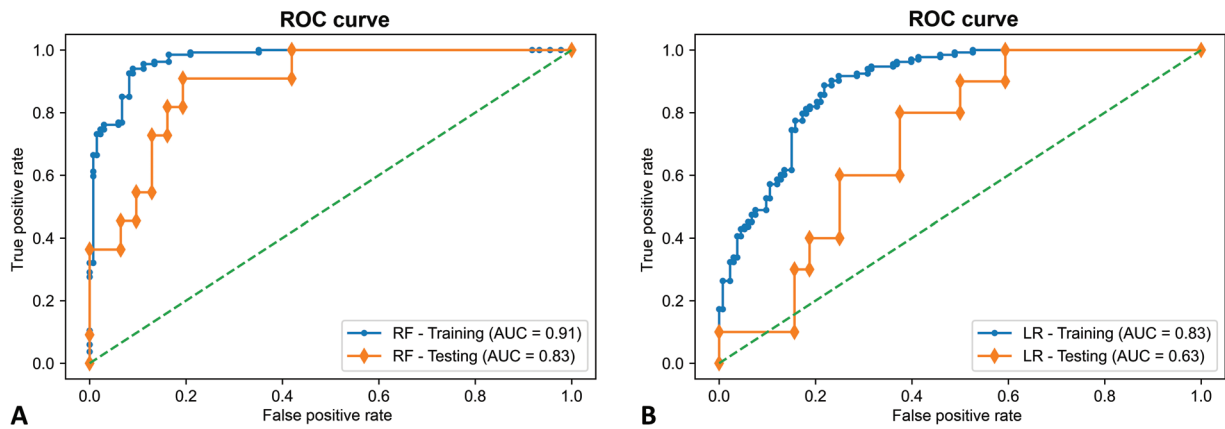 ROC curve
1.0
0.8
0.6
0.4
0.2
0.0
True positive rate
RF - Training (AUC = 0.91)
RF - Testing (AUC = 0.83)
0.0 0.2 0.4 0.6 0.8 1.0
False positive rate
A
ROC curve
1.0
0.8
0.6
0.4
0.2
0.0
True positive rate
LR - Training (AUC = 0.83)
LR - Testing (AUC = 0.63)
0.0 0.2 0.4 0.6 0.8 1.0
False positive rate
B